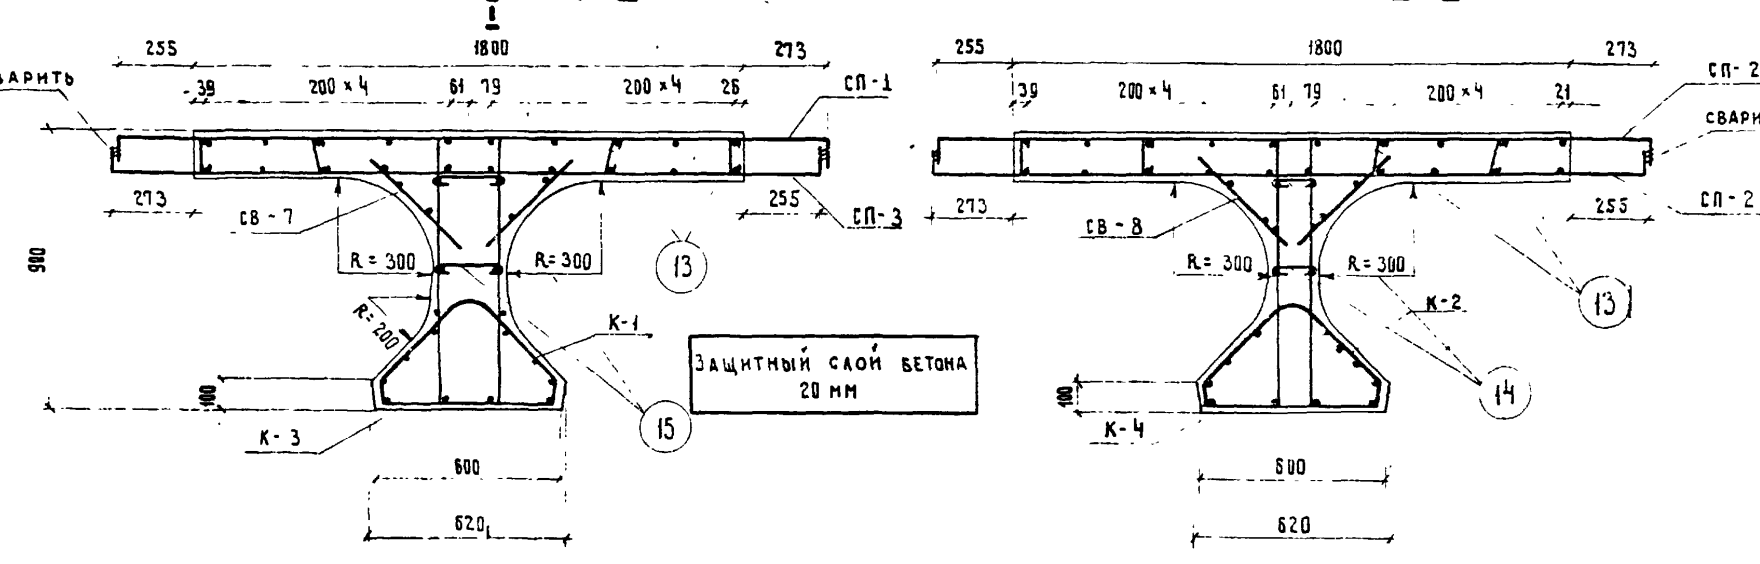 255 1800 273
39 200×4 61 79 200×4 26
СП-1
ВАРИТЬ
273 255
СП-3
СВ-7
900
R=300 R=300
13
R=200
К-1
ЗАЩИТНЫЙ СЛОЙ БЕТОНА
20 ММ
100
15
К-3
600
620
255 1800 273
39 200×4 61 79 200×4 21
СП-2
СВАРИ
273 255
СП-2
СВ-8
R=300 R=300
13
К-2
100
14
К-4
600
620